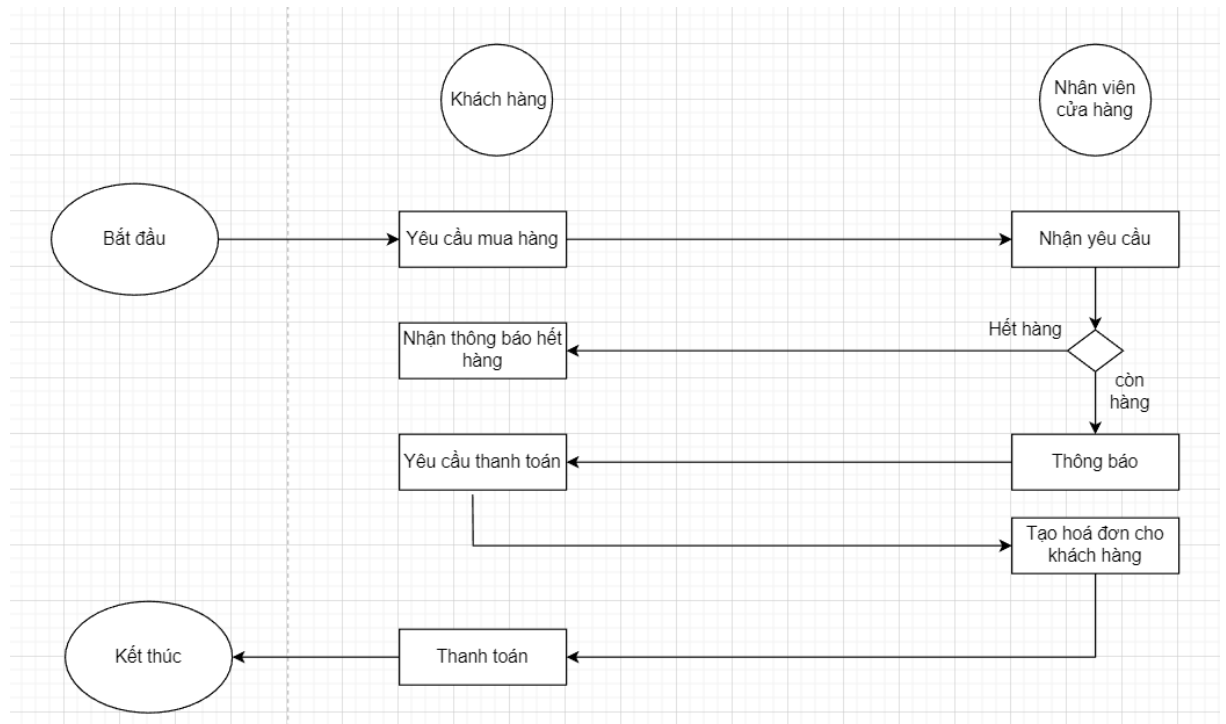 Khách hàng
Nhân viên
cửa hàng
Bắt đầu
Yêu cầu mua hàng
Nhận yêu cầu
Nhận thông báo hết
hàng
Hết hàng
còn
hàng
Yêu cầu thanh toán
Thông báo
Tạo hoá đơn cho
khách hàng
Kết thúc
Thanh toán